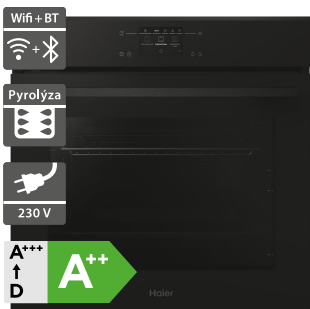 Wifi + BT
+
Pyrolýza
230 V
A+++
↑
D
A++
Haier